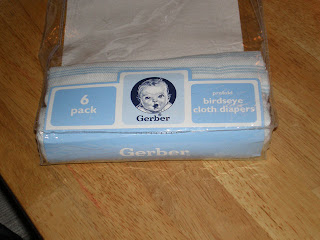 6
pack
Gerber
prefold
birdseye
cloth diapers
Gerber